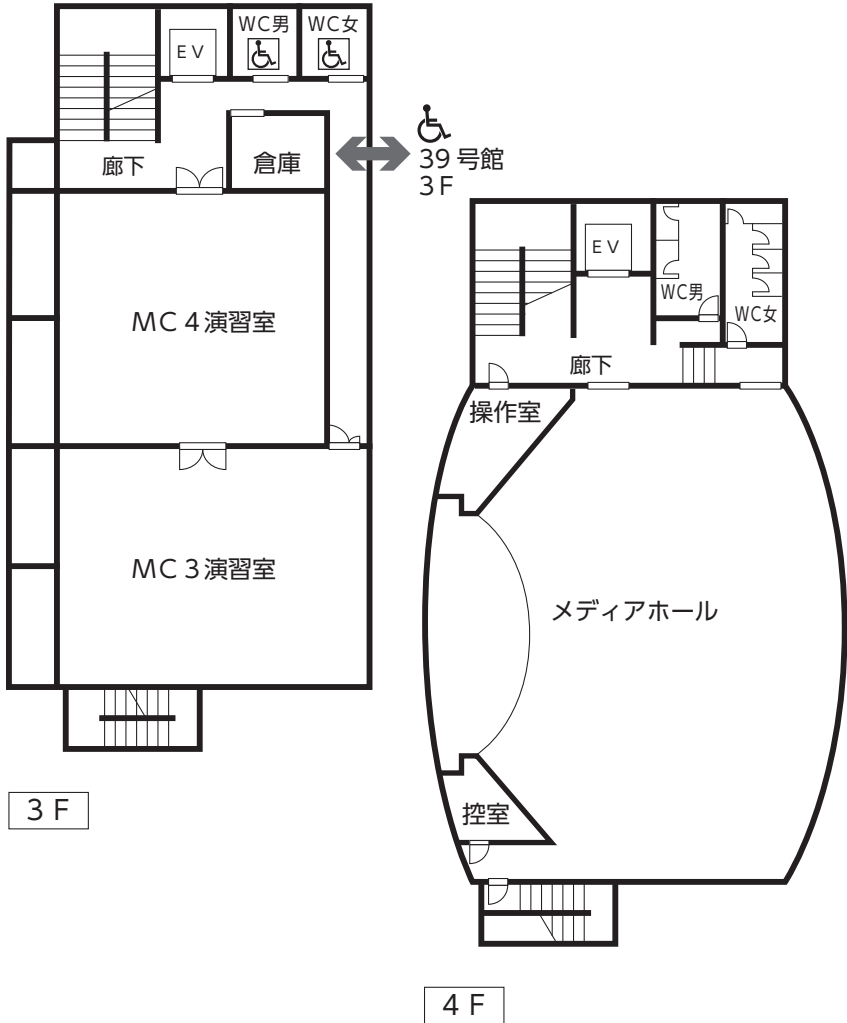 WC男
WC女
EV
39 号館
3F
廊下
倉庫
MC4演習室
MC3演習室
3F
EV
WC男
WC女
廊下
操作室
メディアホール
控室
4F